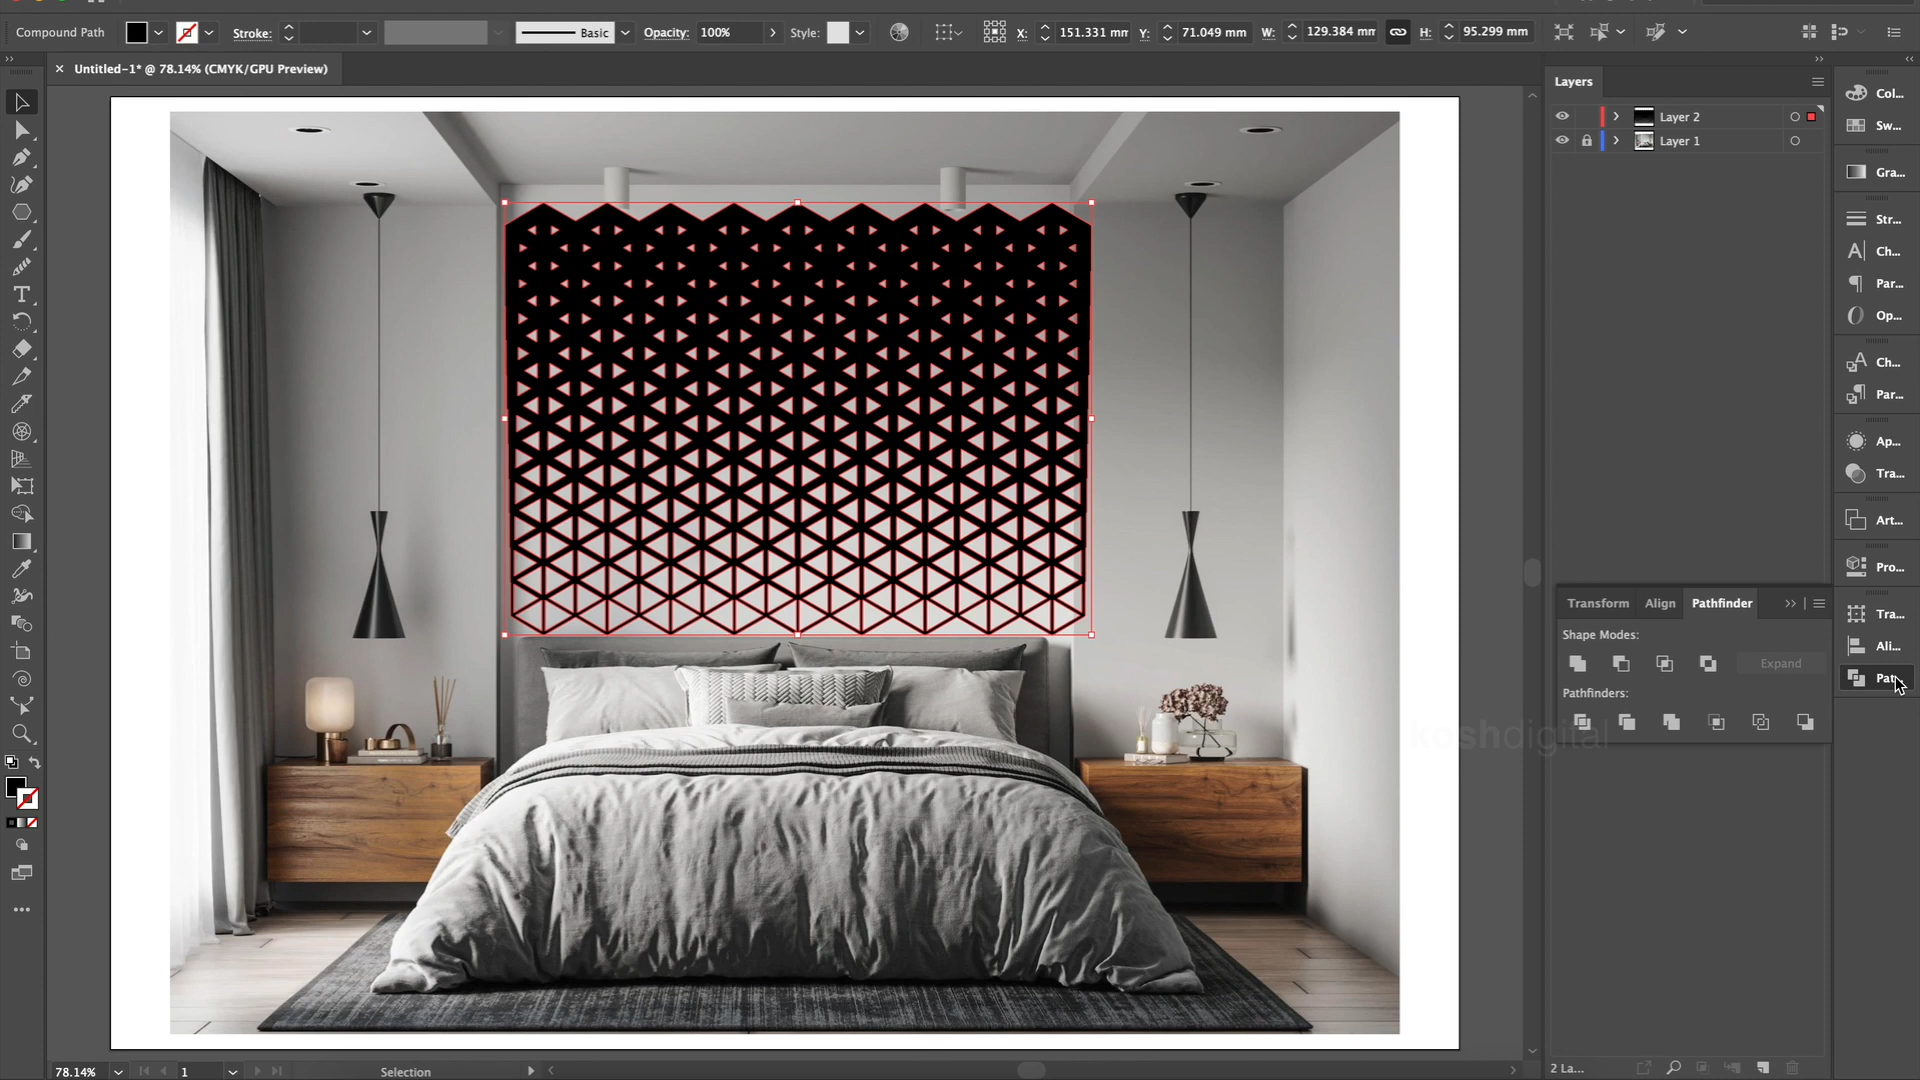 Compound Path Stroke: Basic Opacity: 100% Style: X: 151.331 mm Y: 71.049 mm W: 129.384 mm H: 95.299 mm
Untitled-1* @ 78.14% (CMYK/GPU Preview)
Layers
Layer 2
Layer 1
Col...
Sw...
Gra...
Str...
Ch...
Par...
Op...
Ch...
Par...
Ap...
Tra...
Art...
Pro...
Tra...
Ali...
Pat
Transform Align Pathfinder
Shape Modes:
Expand
Pathfinders:
koshdigital
78.14% 1 Selection
2 La...